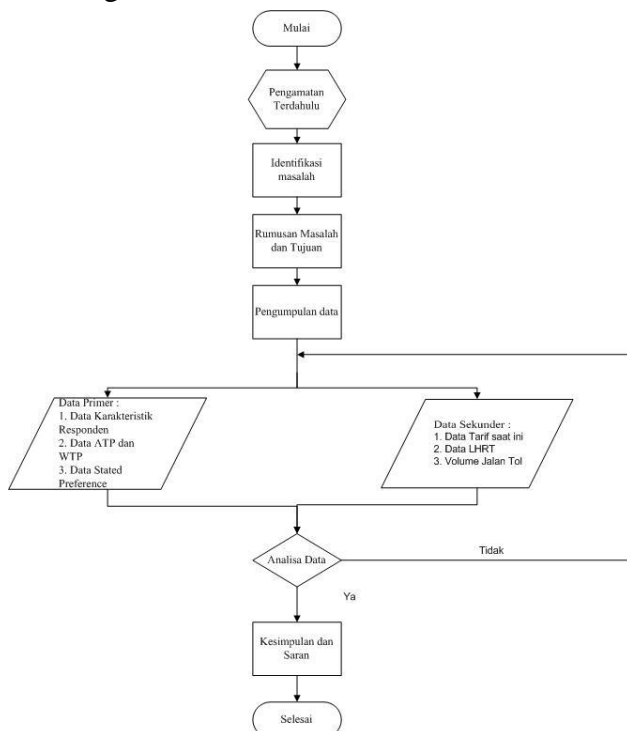 Mulai
Pengamatan
Terdahulu
Identifikasi
masalah
Rumusan Masalah
dan Tujuan
Pengumpulan data
Data Primer :
1. Data Karakteristik
Responden
2. Data ATP dan
WTP
3. Data Stated
Preference
Data Sekunder :
1. Data Tarif saat ini
2. Data LHRT
3. Volume Jalan Tol
Analisa Data
Tidak
Ya
Kesimpulan dan
Saran
Selesai